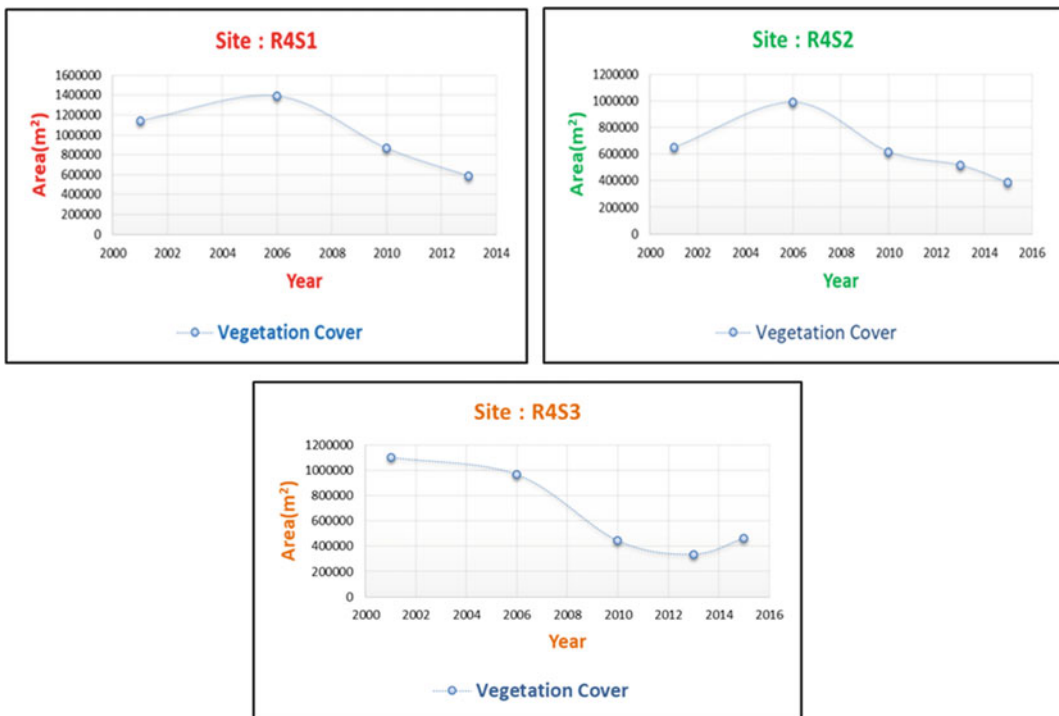 Site : R4S1
Area(m²)
1600000
1400000
1200000
1000000
800000
600000
400000
200000
0
2000 2002 2004 2006 2008 2010 2012 2014
Year
Vegetation Cover
Site : R4S2
Area(m²)
1200000
1000000
800000
600000
400000
200000
0
2000 2002 2004 2006 2008 2010 2012 2014 2016
Year
Vegetation Cover
Site : R4S3
Area(m²)
1200000
1000000
800000
600000
400000
200000
0
2000 2002 2004 2006 2008 2010 2012 2014 2016
Year
Vegetation Cover